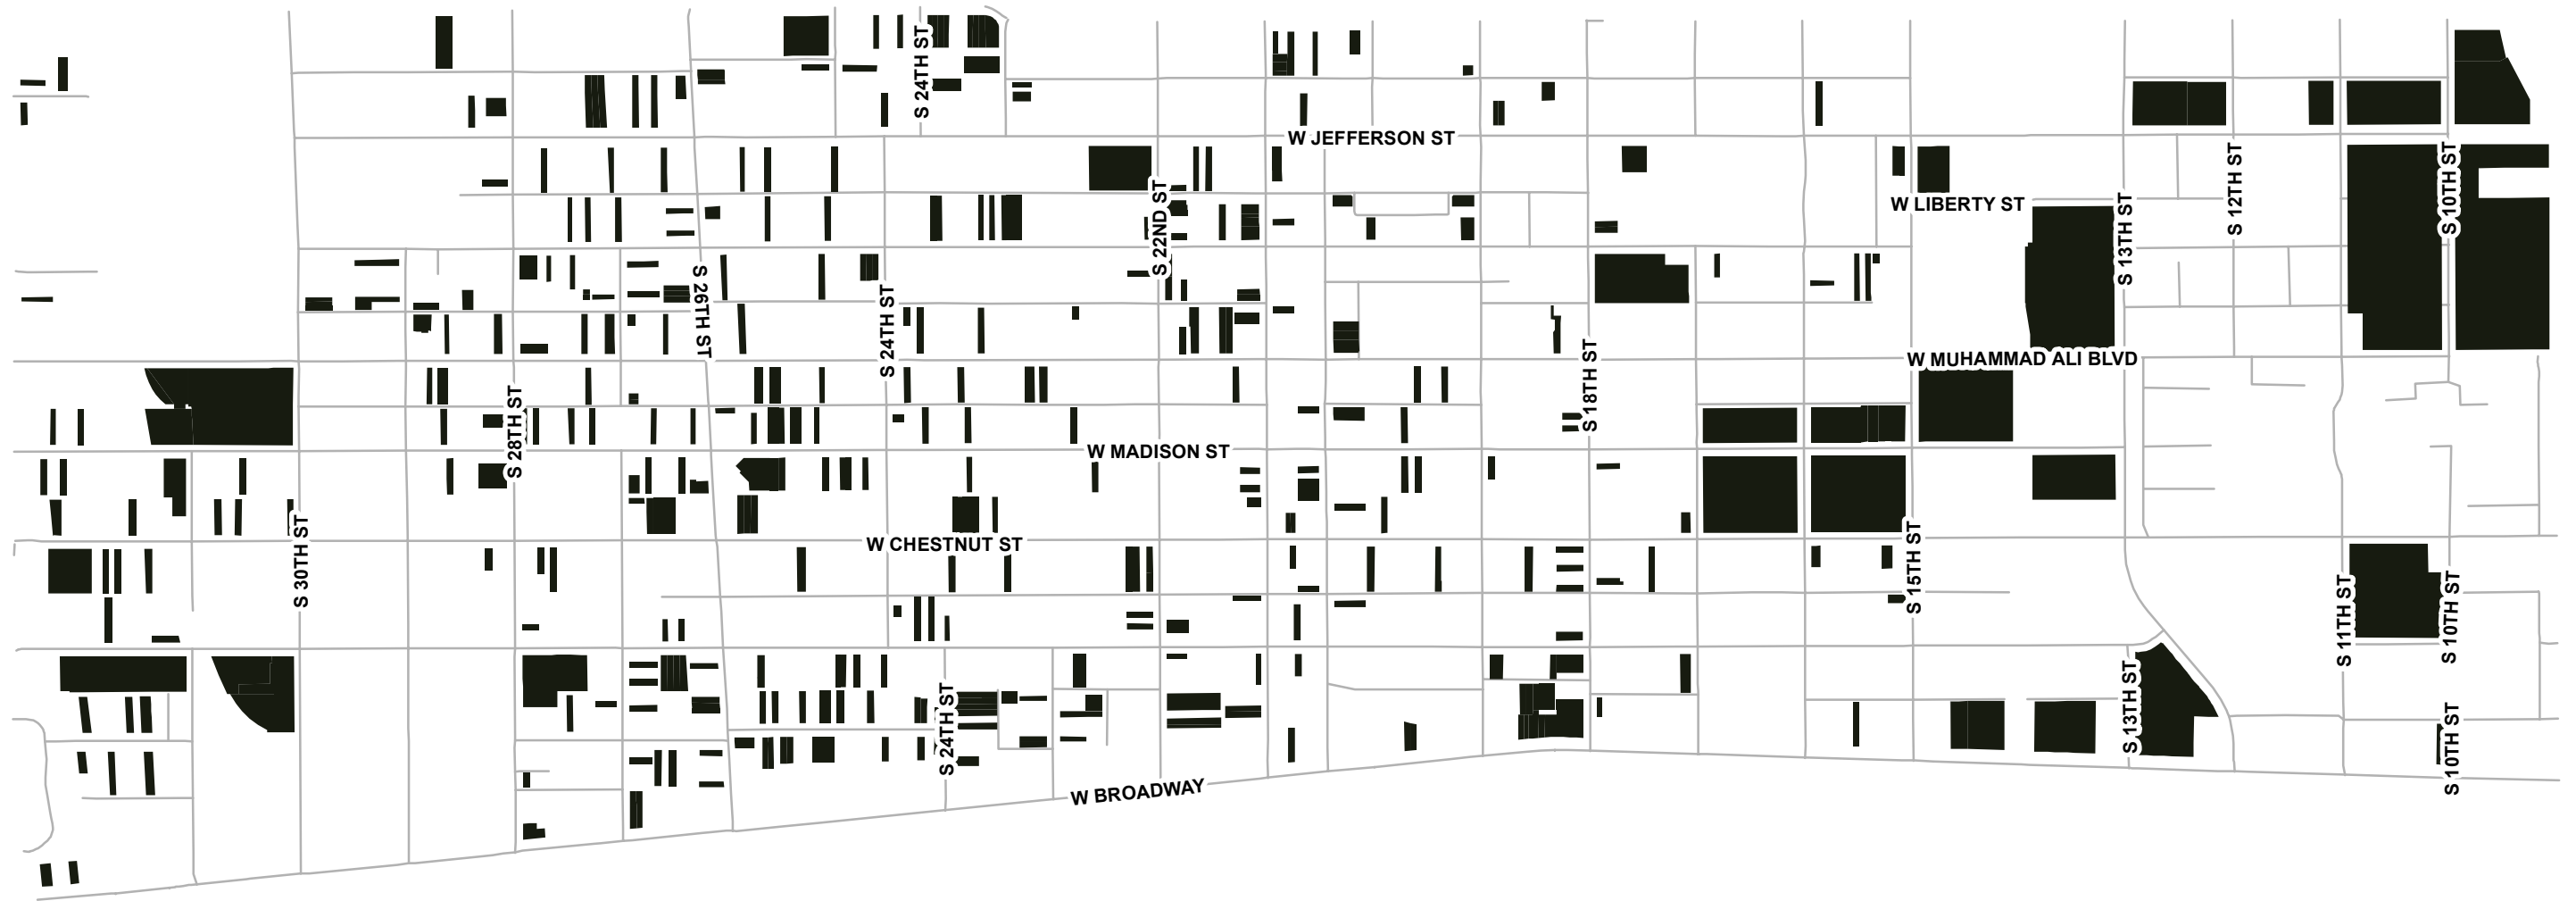 S 24TH ST
W JEFFERSON ST
S 12TH ST
S 10TH ST
S 22ND ST
W LIBERTY ST
S 13TH ST
S 26TH ST
S 24TH ST
S 18TH ST
W MUHAMMAD ALI BLVD
S 28TH ST
W MADISON ST
S 30TH ST
W CHESTNUT ST
S 15TH ST
S 11TH ST
S 10TH ST
S 24TH ST
S 13TH ST
S 10TH ST
W BROADWAY